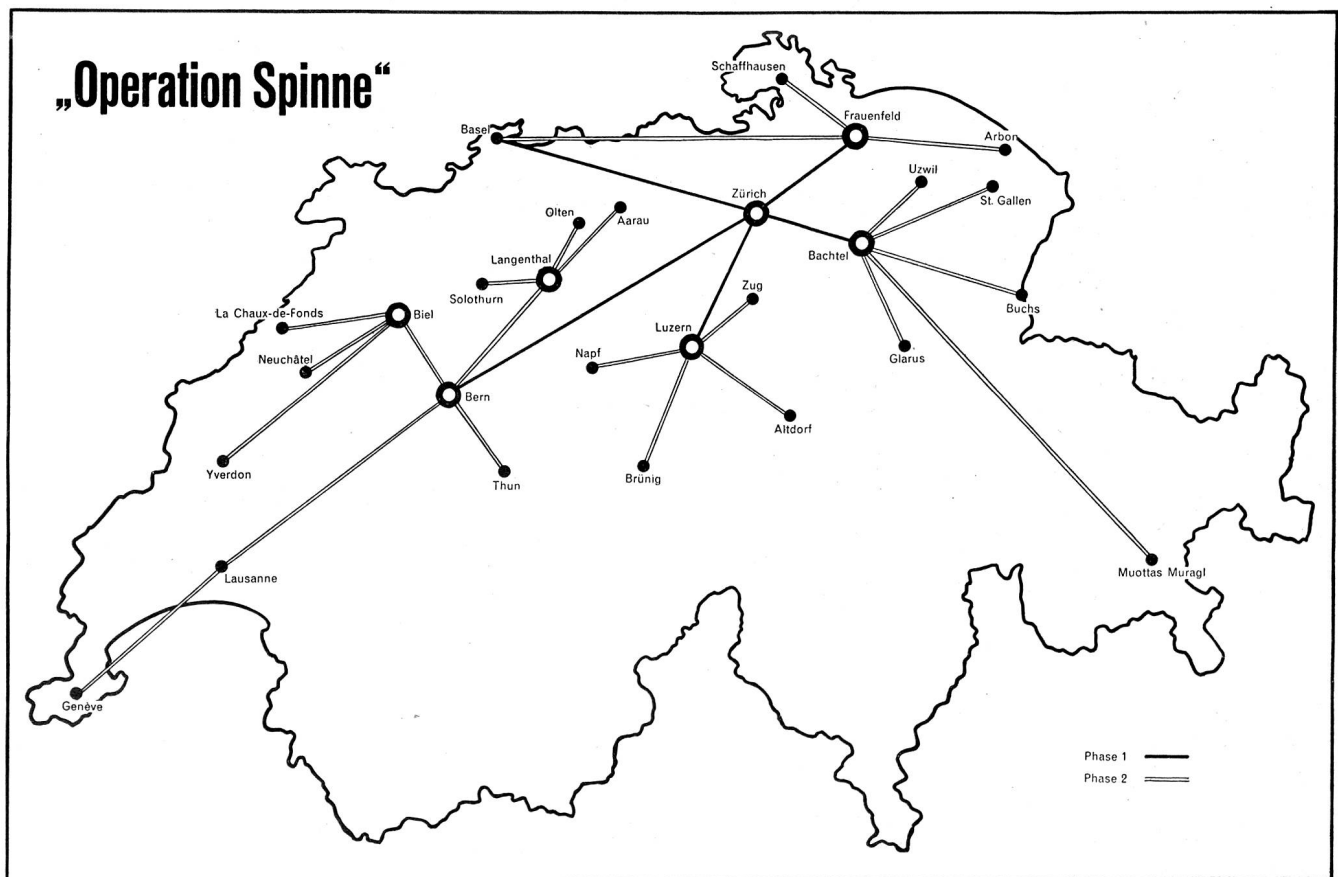 „Operation Spinne“
Schaffhausen
Frauenfeld
Basel
Arbon
Uzwil
Zürich
St. Gallen
Olten
Aarau
Langenthal
Bachtel
Solothurn
Zug
La Chaux-de-Fonds
Biel
Buchs
Luzern
Neuchâtel
Napf
Glarus
Bern
Altdorf
Yverdon
Thun
Brünig
Lausanne
Muottas Muragl
Genève
Phase 1
Phase 2